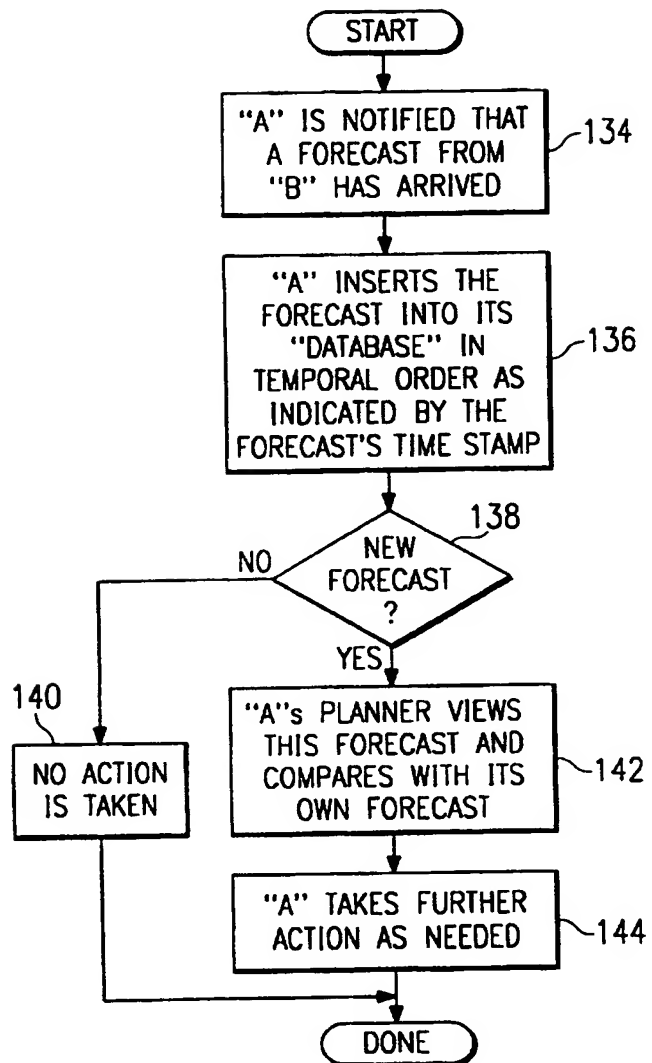 START
"A" IS NOTIFIED THAT
A FORECAST FROM
"B" HAS ARRIVED
134
"A" INSERTS THE
FORECAST INTO ITS
"DATABASE" IN
TEMPORAL ORDER AS
INDICATED BY THE
FORECAST'S TIME STAMP
136
138
NEW
FORECAST
?
NO
YES
140
NO ACTION
IS TAKEN
"A"s PLANNER VIEWS
THIS FORECAST AND
COMPARES WITH ITS
OWN FORECAST
142
"A" TAKES FURTHER
ACTION AS NEEDED
144
DONE